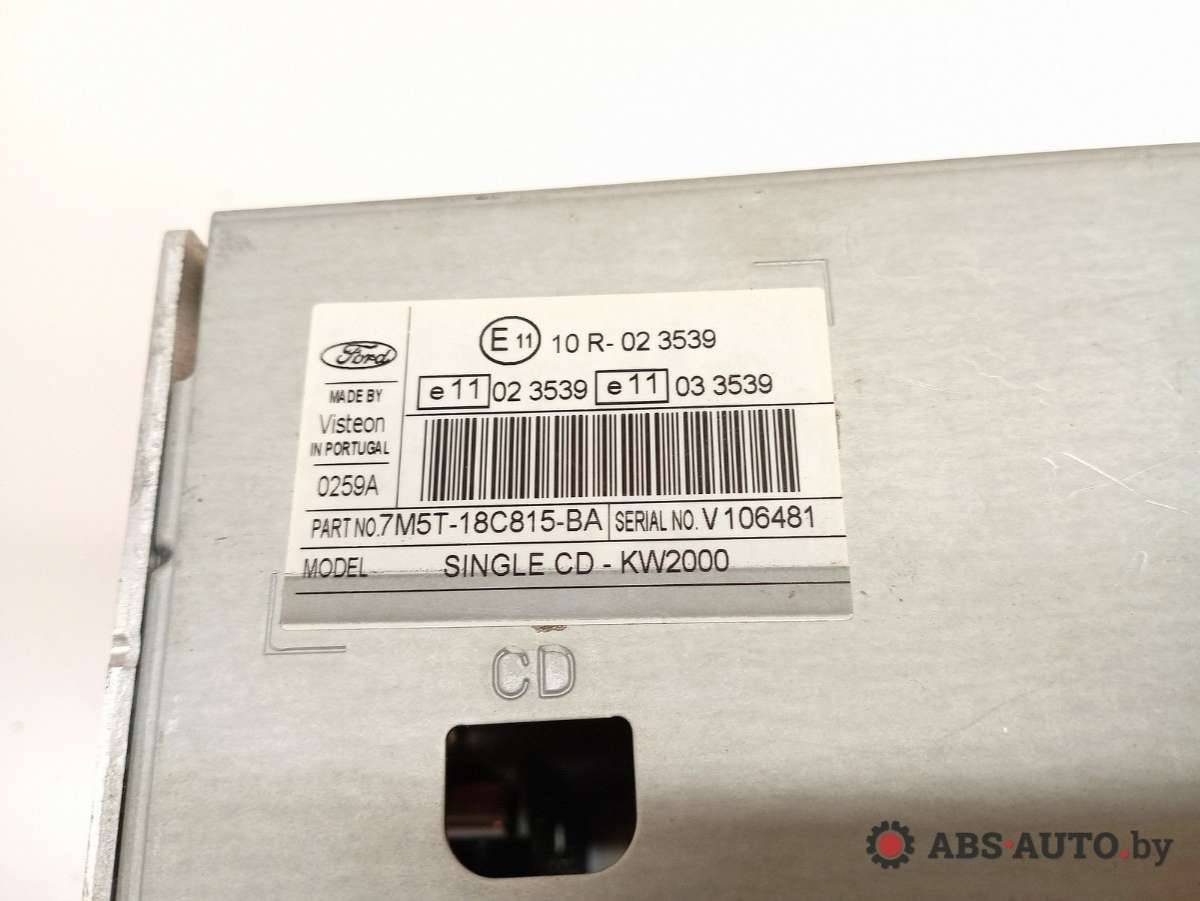 Ford
MADE BY
Visteon
IN PORTUGAL
0259A
E 11 10 R- 02 3539
e 11 02 3539 e 11 03 3539
PART NO. 7M5T-18C815-BA SERIAL NO. V106481
MODEL SINGLE CD - KW2000
CD
ABS-AUTO.by